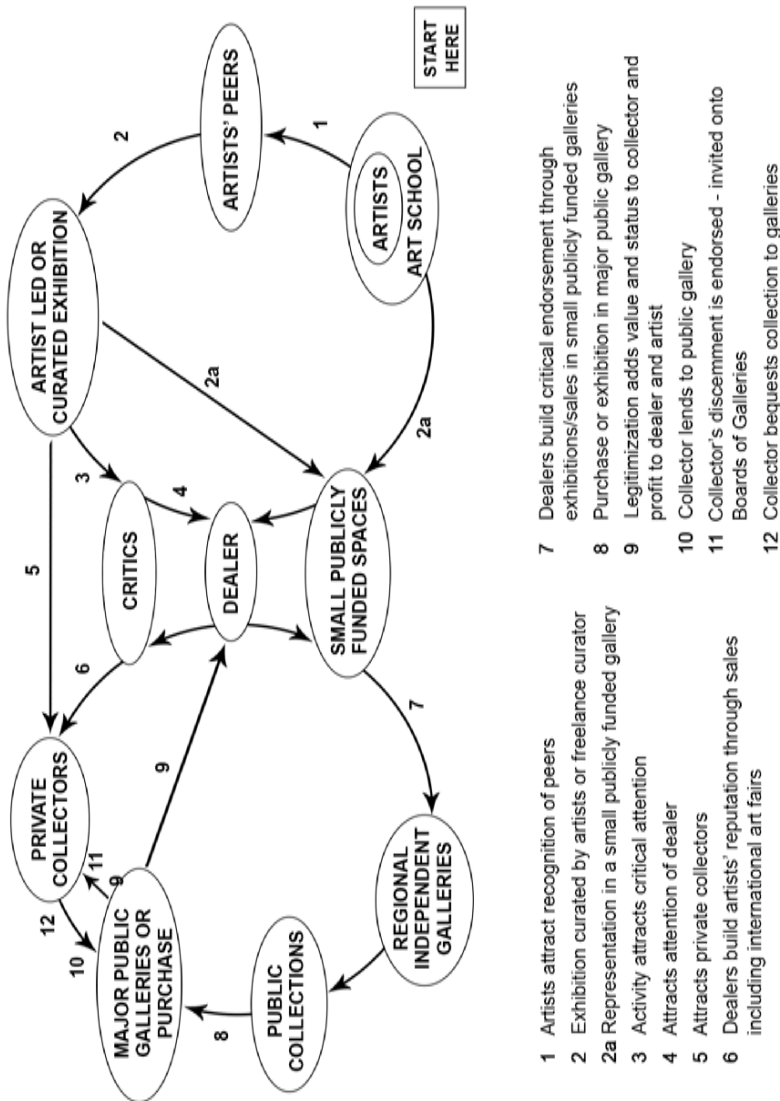 START
HERE
ARTISTS
ART SCHOOL
1
ARTISTS' PEERS
2
ARTIST LED OR
CURATED EXHIBITION
2a
2a
3
CRITICS
4
5
DEALER
SMALL PUBLICLY
FUNDED SPACES
6
7
9
PRIVATE
COLLECTORS
11
9
12
10
MAJOR PUBLIC
GALLERIES OR
PURCHASE
8
PUBLIC
COLLECTIONS
REGIONAL
INDEPENDENT
GALLERIES
1 Artists attract recognition of peers
2 Exhibition curated by artists or freelance curator
2a Representation in a small publicly funded gallery
3 Activity attracts critical attention
4 Attracts attention of dealer
5 Attracts private collectors
6 Dealers build artists' reputation through sales
including international art fairs
7 Dealers build critical endorsement through
exhibitions/sales in small publicly funded galleries
8 Purchase or exhibition in major public gallery
9 Legitimization adds value and status to collector and
profit to dealer and artist
10 Collector lends to public gallery
11 Collector's discemment is endorsed - invited onto
Boards of Galleries
12 Collector bequests collection to galleries